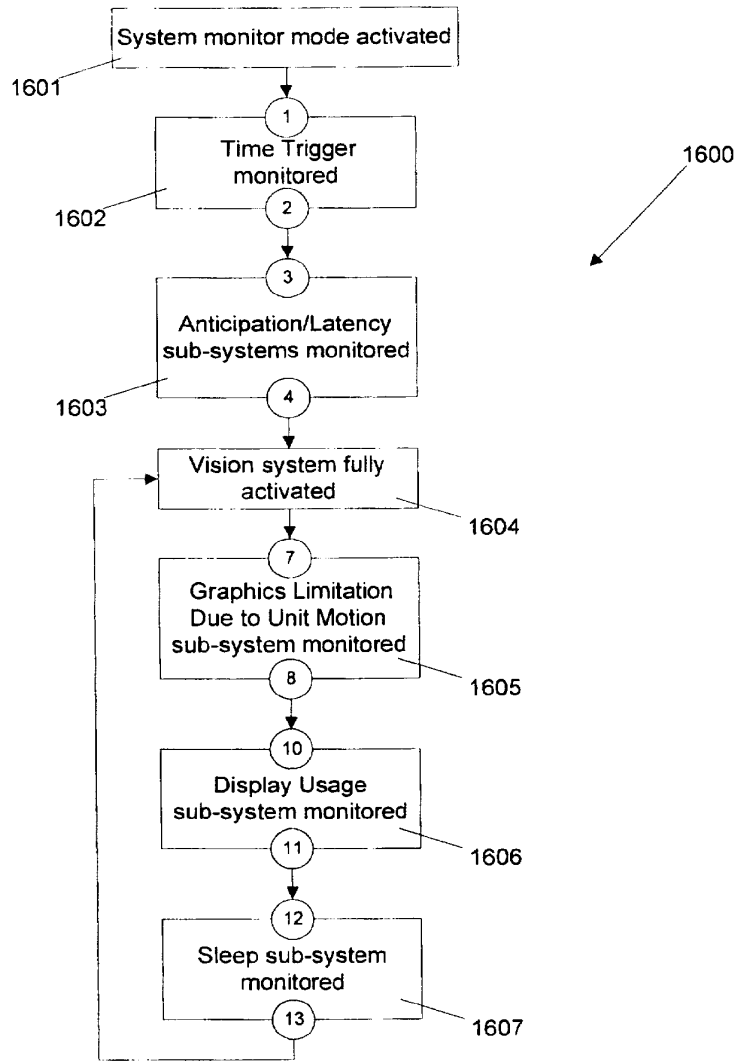 System monitor mode activated
1601
1
Time Trigger
monitored
1600
1602
2
3
Anticipation/Latency
sub-systems monitored
1603
4
Vision system fully
activated
1604
7
Graphics Limitation
Due to Unit Motion
sub-system monitored
1605
8
10
Display Usage
sub-system monitored
1606
11
12
Sleep sub-system
monitored
1607
13